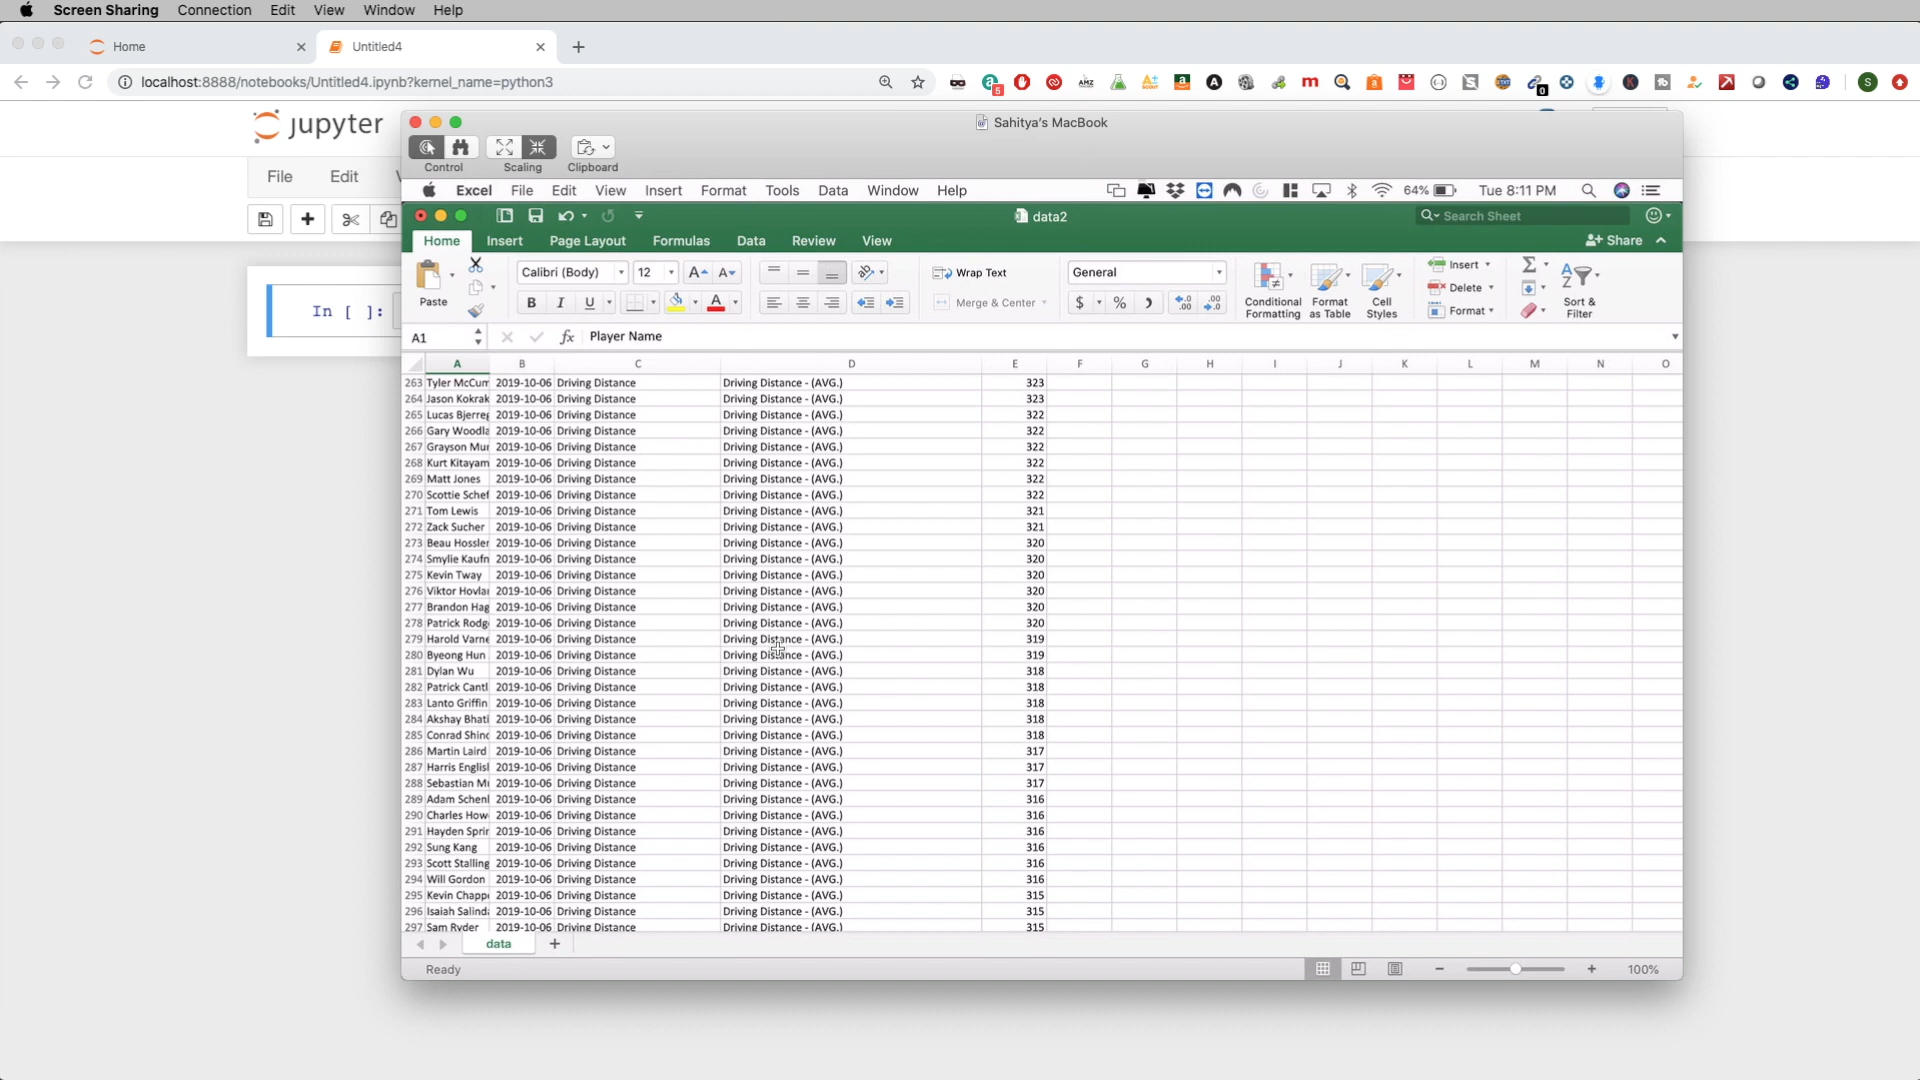 Screen Sharing Connection Edit View Window Help
Home Untitled4
localhost:8888/notebooks/Untitled4.ipynb?kernel_name=python3
jupyter
File Edit
In [ ]:
Sahitya's MacBook
Control Scaling Clipboard
Excel File Edit View Insert Format Tools Data Window Help 64% Tue 8:11 PM
data2 Search Sheet
Home Insert Page Layout Formulas Data Review View Share
Paste Calibri (Body) 12 Wrap Text General Insert
B I U Merge & Center $ % Conditional Formatting Format as Table Cell Styles Delete Format Sort & Filter
A1 fx Player Name
A B C D E F G H I J K L M N O
263 Tyler McCum 2019-10-06 Driving Distance Driving Distance - (AVG.) 323
264 Jason Kokrak 2019-10-06 Driving Distance Driving Distance - (AVG.) 323
265 Lucas Bjerreg 2019-10-06 Driving Distance Driving Distance - (AVG.) 322
266 Gary Woodla 2019-10-06 Driving Distance Driving Distance - (AVG.) 322
267 Grayson Mur 2019-10-06 Driving Distance Driving Distance - (AVG.) 322
268 Kurt Kitayam 2019-10-06 Driving Distance Driving Distance - (AVG.) 322
269 Matt Jones 2019-10-06 Driving Distance Driving Distance - (AVG.) 322
270 Scottie Schef 2019-10-06 Driving Distance Driving Distance - (AVG.) 322
271 Tom Lewis 2019-10-06 Driving Distance Driving Distance - (AVG.) 321
272 Zack Sucher 2019-10-06 Driving Distance Driving Distance - (AVG.) 321
273 Beau Hossler 2019-10-06 Driving Distance Driving Distance - (AVG.) 320
274 Smylie Kaufn 2019-10-06 Driving Distance Driving Distance - (AVG.) 320
275 Kevin Tway 2019-10-06 Driving Distance Driving Distance - (AVG.) 320
276 Viktor Hovlan 2019-10-06 Driving Distance Driving Distance - (AVG.) 320
277 Brandon Hag 2019-10-06 Driving Distance Driving Distance - (AVG.) 320
278 Patrick Rodg 2019-10-06 Driving Distance Driving Distance - (AVG.) 320
279 Harold Varne 2019-10-06 Driving Distance Driving Distance - (AVG.) 319
280 Byeong Hun 2019-10-06 Driving Distance Driving Distance - (AVG.) 319
281 Dylan Wu 2019-10-06 Driving Distance Driving Distance - (AVG.) 318
282 Patrick Cantl 2019-10-06 Driving Distance Driving Distance - (AVG.) 318
283 Lanto Griffin 2019-10-06 Driving Distance Driving Distance - (AVG.) 318
284 Akshay Bhati 2019-10-06 Driving Distance Driving Distance - (AVG.) 318
285 Conrad Shinc 2019-10-06 Driving Distance Driving Distance - (AVG.) 318
286 Martin Laird 2019-10-06 Driving Distance Driving Distance - (AVG.) 317
287 Harris Englisl 2019-10-06 Driving Distance Driving Distance - (AVG.) 317
288 Sebastian Mu 2019-10-06 Driving Distance Driving Distance - (AVG.) 317
289 Adam Schenl 2019-10-06 Driving Distance Driving Distance - (AVG.) 316
290 Charles How 2019-10-06 Driving Distance Driving Distance - (AVG.) 316
291 Hayden Sprin 2019-10-06 Driving Distance Driving Distance - (AVG.) 316
292 Sung Kang 2019-10-06 Driving Distance Driving Distance - (AVG.) 316
293 Scott Stalling 2019-10-06 Driving Distance Driving Distance - (AVG.) 316
294 Will Gordon 2019-10-06 Driving Distance Driving Distance - (AVG.) 316
295 Kevin Chapp 2019-10-06 Driving Distance Driving Distance - (AVG.) 315
296 Isaiah Salinda 2019-10-06 Driving Distance Driving Distance - (AVG.) 315
297 Sam Ryder 2019-10-06 Driving Distance Driving Distance - (AVG.) 315
data
Ready 100%